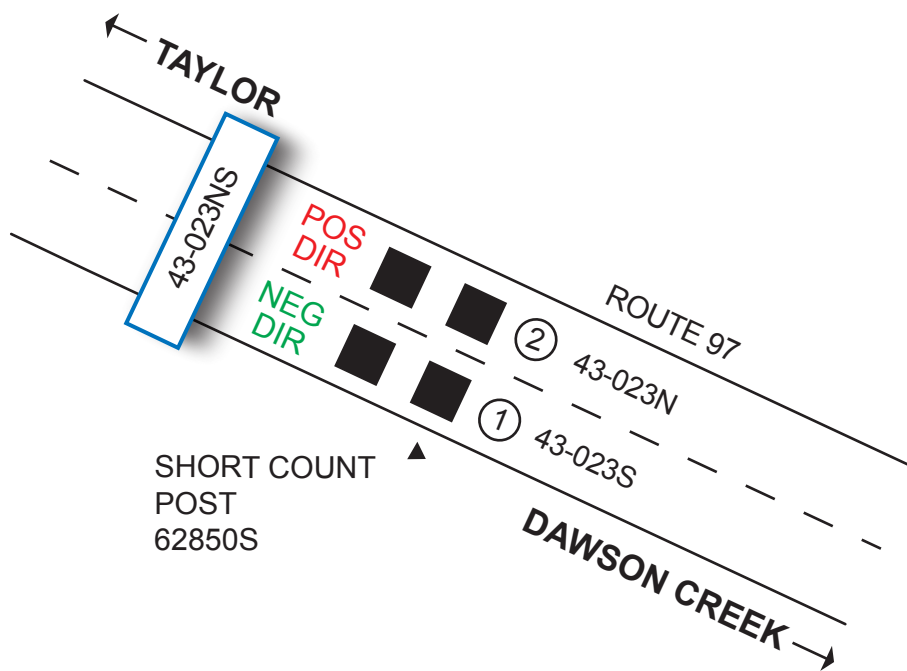 TAYLOR
43-023NS
POS
DIR
NEG
DIR
ROUTE 97
2
43-023N
1
43-023S
SHORT COUNT
POST
62850S
DAWSON CREEK